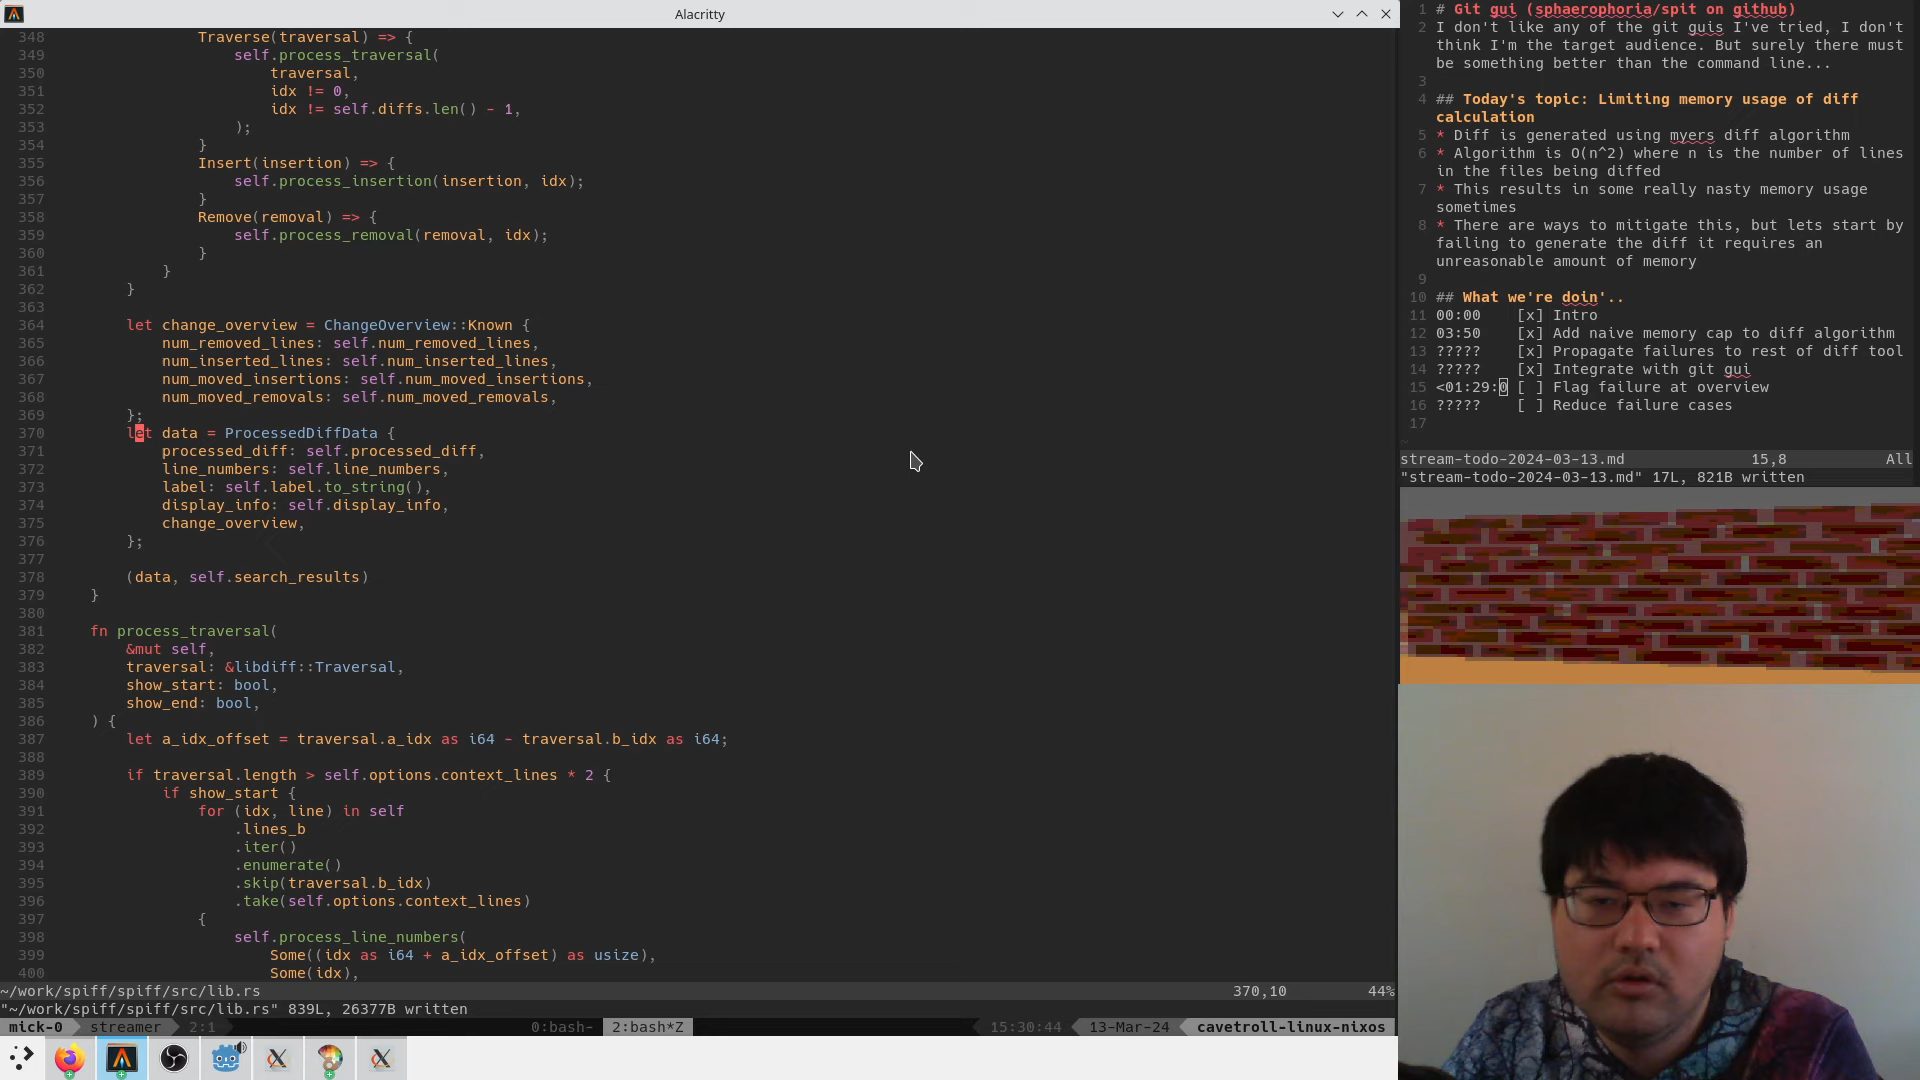 Alacritty
348                 Traverse(traversal) => {
349                     self.process_traversal(
350                         traversal,
351                         idx != 0,
352                         idx != self.diffs.len() - 1,
353                     );
354                 }
355                 Insert(insertion) => {
356                     self.process_insertion(insertion, idx);
357                 }
358                 Remove(removal) => {
359                     self.process_removal(removal, idx);
360                 }
361             }
362         }
363
364         let change_overview = ChangeOverview::Known {
365             num_removed_lines: self.num_removed_lines,
366             num_inserted_lines: self.num_inserted_lines,
367             num_moved_insertions: self.num_moved_insertions,
368             num_moved_removals: self.num_moved_removals,
369         };
370         let data = ProcessedDiffData {
371             processed_diff: self.processed_diff,
372             line_numbers: self.line_numbers,
373             label: self.label.to_string(),
374             display_info: self.display_info,
375             change_overview,
376         };
377
378         (data, self.search_results)
379     }
380
381     fn process_traversal(
382         &mut self,
383         traversal: &libdiff::Traversal,
384         show_start: bool,
385         show_end: bool,
386     ) {
387         let a_idx_offset = traversal.a_idx as i64 - traversal.b_idx as i64;
388
389         if traversal.length > self.options.context_lines * 2 {
390             if show_start {
391                 for (idx, line) in self
392                     .lines_b
393                     .iter()
394                     .enumerate()
395                     .skip(traversal.b_idx)
396                     .take(self.options.context_lines)
397                 {
398                     self.process_line_numbers(
399                         Some((idx as i64 + a_idx_offset) as usize),
400                         Some(idx),
~/work/spiff/spiff/src/lib.rs 370,10 44%
"~/work/spiff/spiff/src/lib.rs" 839L, 26377B written
mick-0 streamer 2:1 0:bash- 2:bash*Z 15:30:44 13-Mar-24 cavetroll-linux-nixos
1 # Git gui (sphaerophoria/spit on github)
2 I don't like any of the git guis I've tried, I don't
think I'm the target audience. But surely there must
be something better than the command line...
3
4 ## Today's topic: Limiting memory usage of diff
calculation
5 * Diff is generated using myers diff algorithm
6 * Algorithm is O(n^2) where n is the number of lines
in the files being diffed
7 * This results in some really nasty memory usage
sometimes
8 * There are ways to mitigate this, but lets start by
failing to generate the diff it requires an
unreasonable amount of memory
9
10 ## What we're doin'..
11 00:00    [x] Intro
12 03:50    [x] Add naive memory cap to diff algorithm
13 ?????    [x] Propagate failures to rest of diff tool
14 ?????    [x] Integrate with git gui
15 <01:29:0 [ ] Flag failure at overview
16 ?????    [ ] Reduce failure cases
17
~
stream-todo-2024-03-13.md 15,8 All
"stream-todo-2024-03-13.md" 17L, 821B written